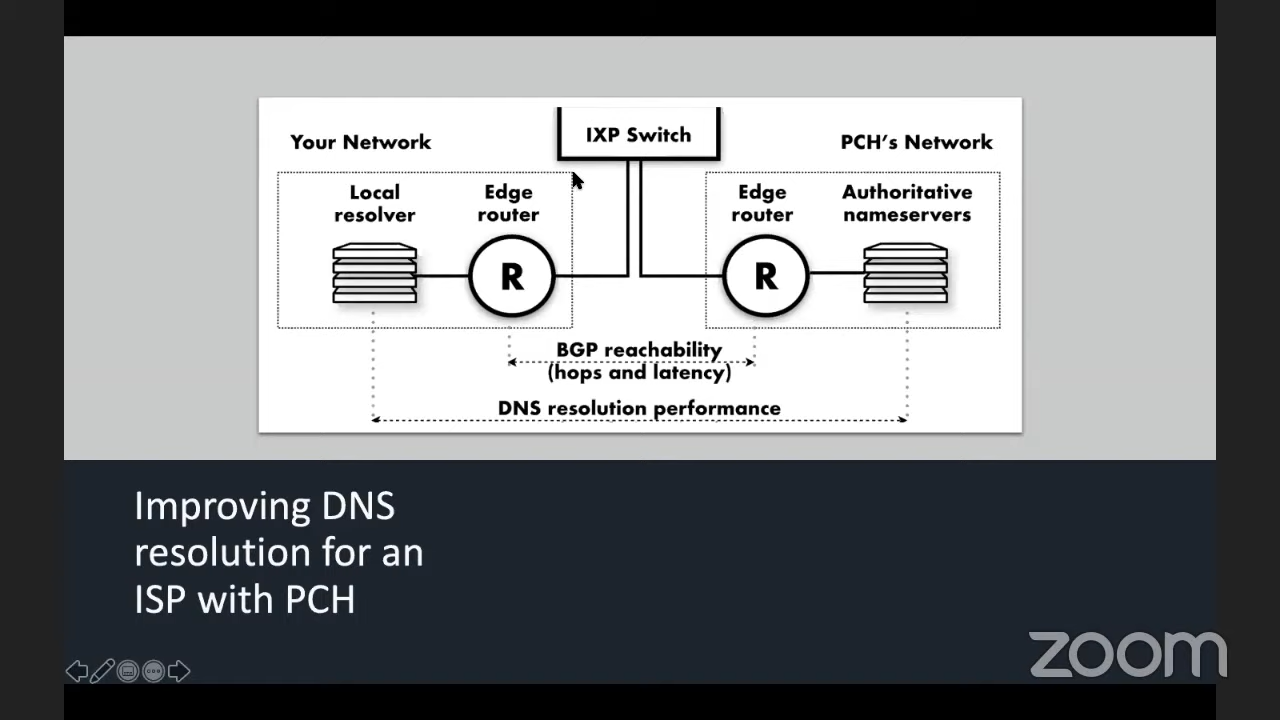 IXP Switch
Your Network
PCH's Network
Local
resolver
Edge
router
Edge
router
Authoritative
nameservers
R
R
BGP reachability
(hops and latency)
DNS resolution performance
Improving DNS
resolution for an
ISP with PCH
zoom